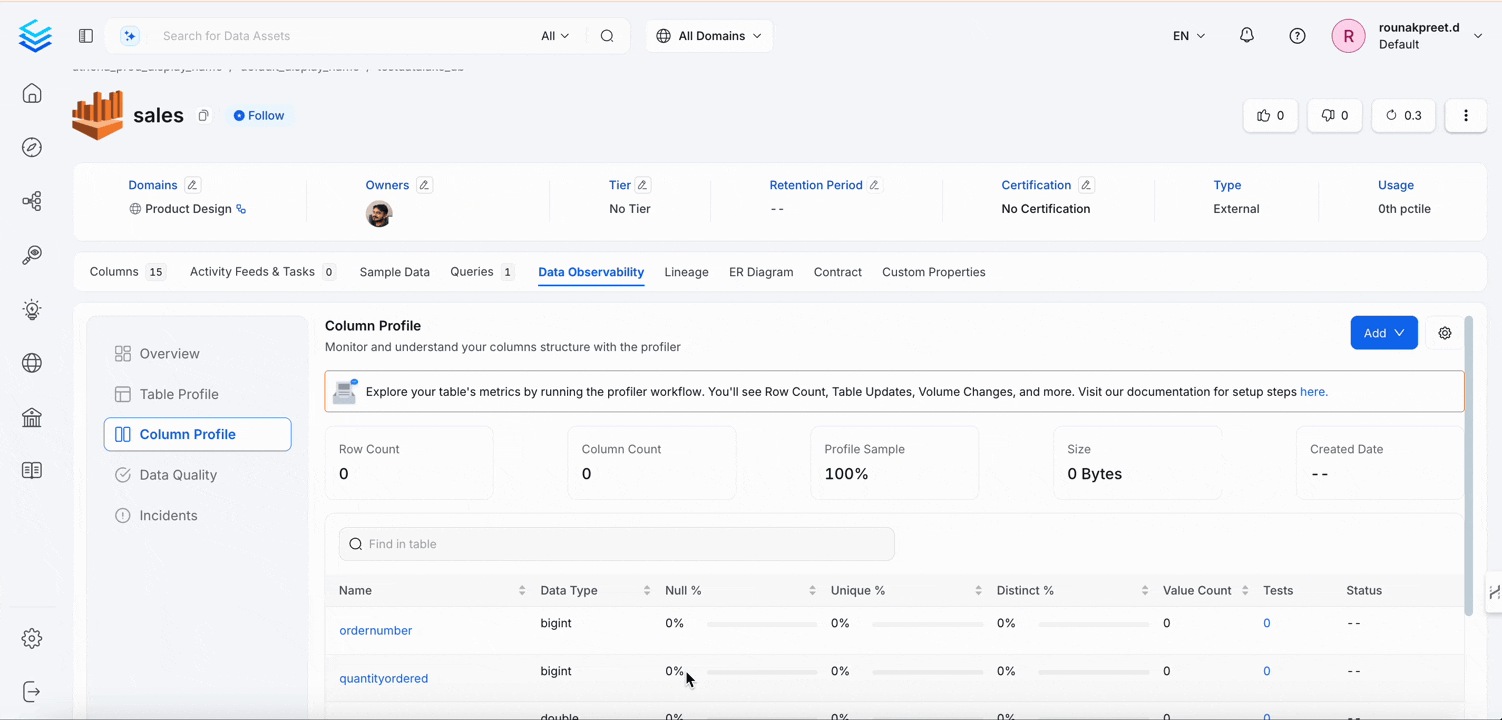 Search for Data Assets
All
All Domains
EN
R
rounakpreet.d
Default
sales
Follow
0
0
0.3
Domains
Owners
Tier
Retention Period
Certification
Type
Usage
Product Design
No Tier
--
No Certification
External
0th pctile
Columns 15 Activity Feeds & Tasks 0 Sample Data Queries 1 Data Observability Lineage ER Diagram Contract Custom Properties
Overview
Table Profile
Column Profile
Data Quality
Incidents
Column Profile
Monitor and understand your columns structure with the profiler
Add
Explore your table's metrics by running the profiler workflow. You'll see Row Count, Table Updates, Volume Changes, and more. Visit our documentation for setup steps here.
Row Count
0
Column Count
0
Profile Sample
100%
Size
0 Bytes
Created Date
--
Find in table
Name Data Type Null % Unique % Distinct % Value Count Tests Status
ordernumber bigint 0% 0% 0% 0 0 --
quantityordered bigint 0% 0% 0% 0 0 --
double 0% 0% 0% 0 0 --